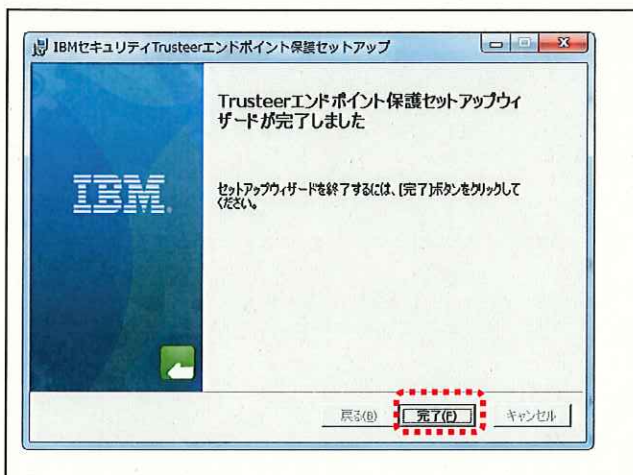 IBMセキュリティTrusteerエンドポイント保護セットアップ
Trusteerエンドポイント保護セットアップウィ
ザードが完了しました
IBM.
セットアップウィザードを終了するには、[完了]ボタンをクリックして
ください。
戻る(B)
完了(F)
キャンセル